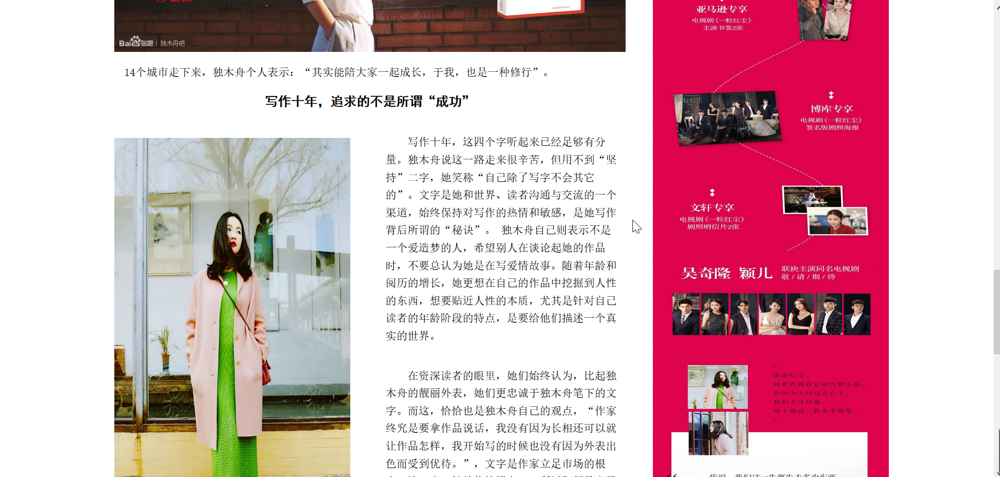 Bai du 贴吧 | 独木舟吧
14个城市走下来，独木舟个人表示：“其实能陪大家一起成长，于我，也是一种修行”。
写作十年，追求的不是所谓“成功”
写作十年，这四个字听起来已经足够有分
量。独木舟说这一路走来很辛苦，但用不到“坚
持”二字，她笑称“自己除了写字不会其它
的”。文字是她和世界、读者沟通与交流的一个
渠道，始终保持对写作的热情和敏感，是她写作
背后所谓的“秘诀”。 独木舟自己则表示不是
一个爱造梦的人，希望别人在谈论起她的作品
时，不要总认为她是在写爱情故事。随着年龄和
阅历的增长，她更想在自己的作品中挖掘到人性
的东西，想要贴近人性的本质，尤其是针对自己
读者的年龄阶段的特点，是要给他们描述一个真
实的世界。
在资深读者的眼里，她们始终认为，比起独
木舟的靓丽外表，她们更忠诚于独木舟笔下的文
字。而这，恰恰也是独木舟自己的观点，“作家
终究是要拿作品说话，我没有因为长相还可以就
让作品怎样，我开始写的时候也没有因为外表出
色而受到优待。”，文字是作家立足市场的根
亚马逊专享
电视剧《一粒红尘》
主演书签2张
一粒红尘
博库专享
电视剧《一粒红尘》
签名版剧照海报
文轩专享
电视剧《一粒红尘》
剧照明信片2张
吴奇隆 颖儿
联袂主演同名电视剧
敬/请/期/待
/
滚滚红尘，
这世界确有它的污秽不洁，
但因为人间这点公平，
我们才可以说，
对于命运，我永不绝望。
/